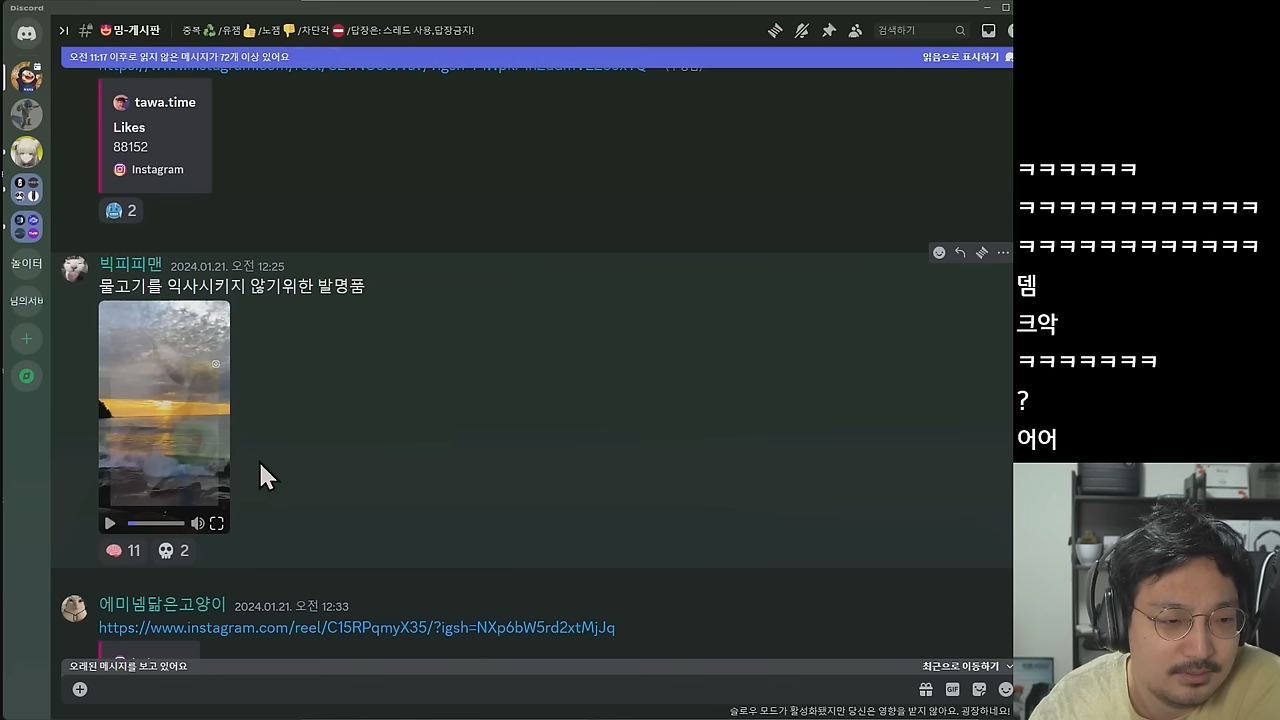 Discord
밈-게시판
중복 /유잼 /노잼 /차단각 /답장은: 스레드 사용,답장금지!
검색하기
오전 11:17 이후로 읽지 않은 메시지가 72개 이상 있어요
읽음으로 표시하기
tawa.time
Likes
88152
Instagram
2
놀이터
님의서버
빅피피맨 2024.01.21. 오전 12:25
물고기를 익사시키지 않기위한 발명품
11 2
에미넴닮은고양이 2024.01.21. 오전 12:33
https://www.instagram.com/reel/C15RPqmyX35/?igsh=NXp6bW5rd2xtMjJq
오래된 메시지를 보고 있어요
최근으로 이동하기
GIF
슬로우 모드가 활성화됐지만 당신은 영향을 받지 않아요. 굉장하네요!
ㅋㅋㅋㅋㅋㅋ
ㅋㅋㅋㅋㅋㅋㅋㅋㅋㅋㅋㅋ
ㅋㅋㅋㅋㅋㅋㅋㅋㅋㅋㅋㅋ
뎀
크악
ㅋㅋㅋㅋㅋㅋㅋ
?
어어